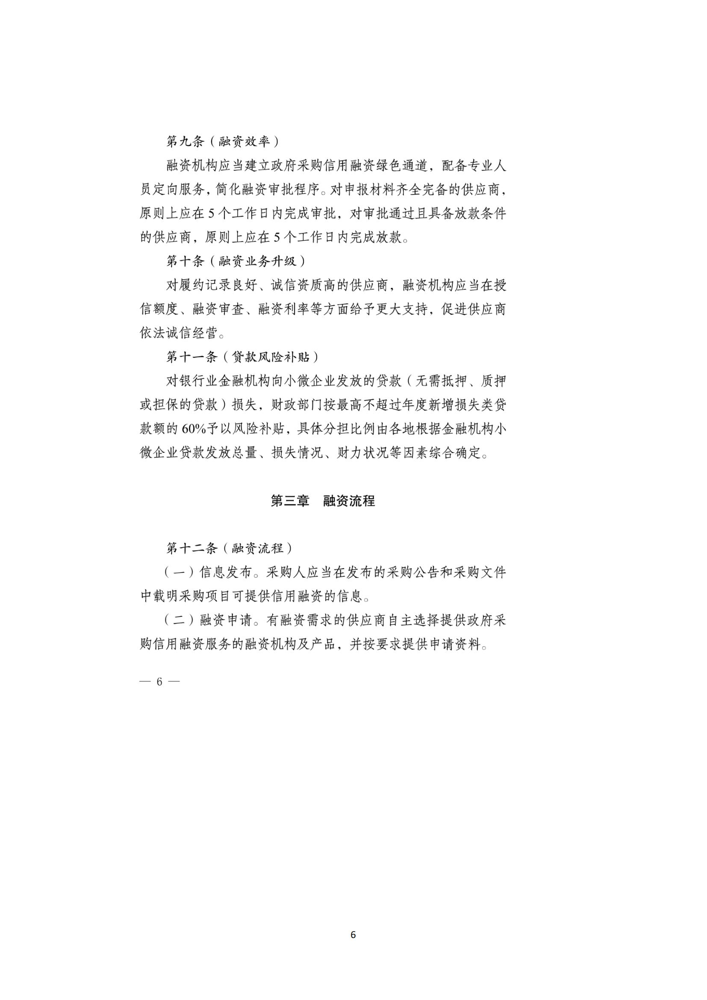 第九条（融资效率）
融资机构应当建立政府采购信用融资绿色通道，配备专业人
员定向服务，简化融资审批程序。对申报材料齐全完备的供应商，
原则上应在 5 个工作日内完成审批，对审批通过且具备放款条件
的供应商，原则上应在 5 个工作日内完成放款。
第十条（融资业务升级）
对履约记录良好、诚信资质高的供应商，融资机构应当在授
信额度、融资审查、融资利率等方面给予更大支持，促进供应商
依法诚信经营。
第十一条（贷款风险补贴）
对银行业金融机构向小微企业发放的贷款（无需抵押、质押
或担保的贷款）损失，财政部门按最高不超过年度新增损失类贷
款额的 60%予以风险补贴，具体分担比例由各地根据金融机构小
微企业贷款发放总量、损失情况、财力状况等因素综合确定。
第三章　融资流程
第十二条（融资流程）
（一）信息发布。采购人应当在发布的采购公告和采购文件
中载明采购项目可提供信用融资的信息。
（二）融资申请。有融资需求的供应商自主选择提供政府采
购信用融资服务的融资机构及产品，并按要求提供申请资料。
— 6 —
6